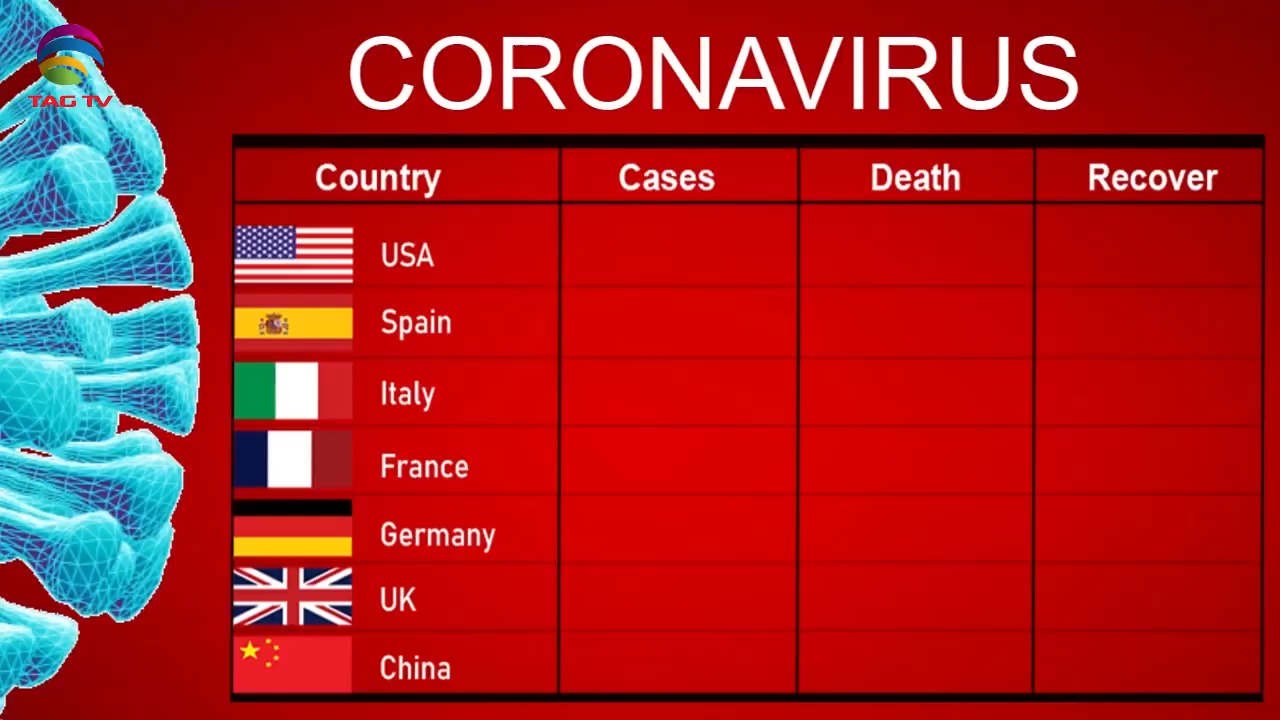 TAG TV
CORONAVIRUS
Country Cases Death Recover
USA
Spain
Italy
France
Germany
UK
China